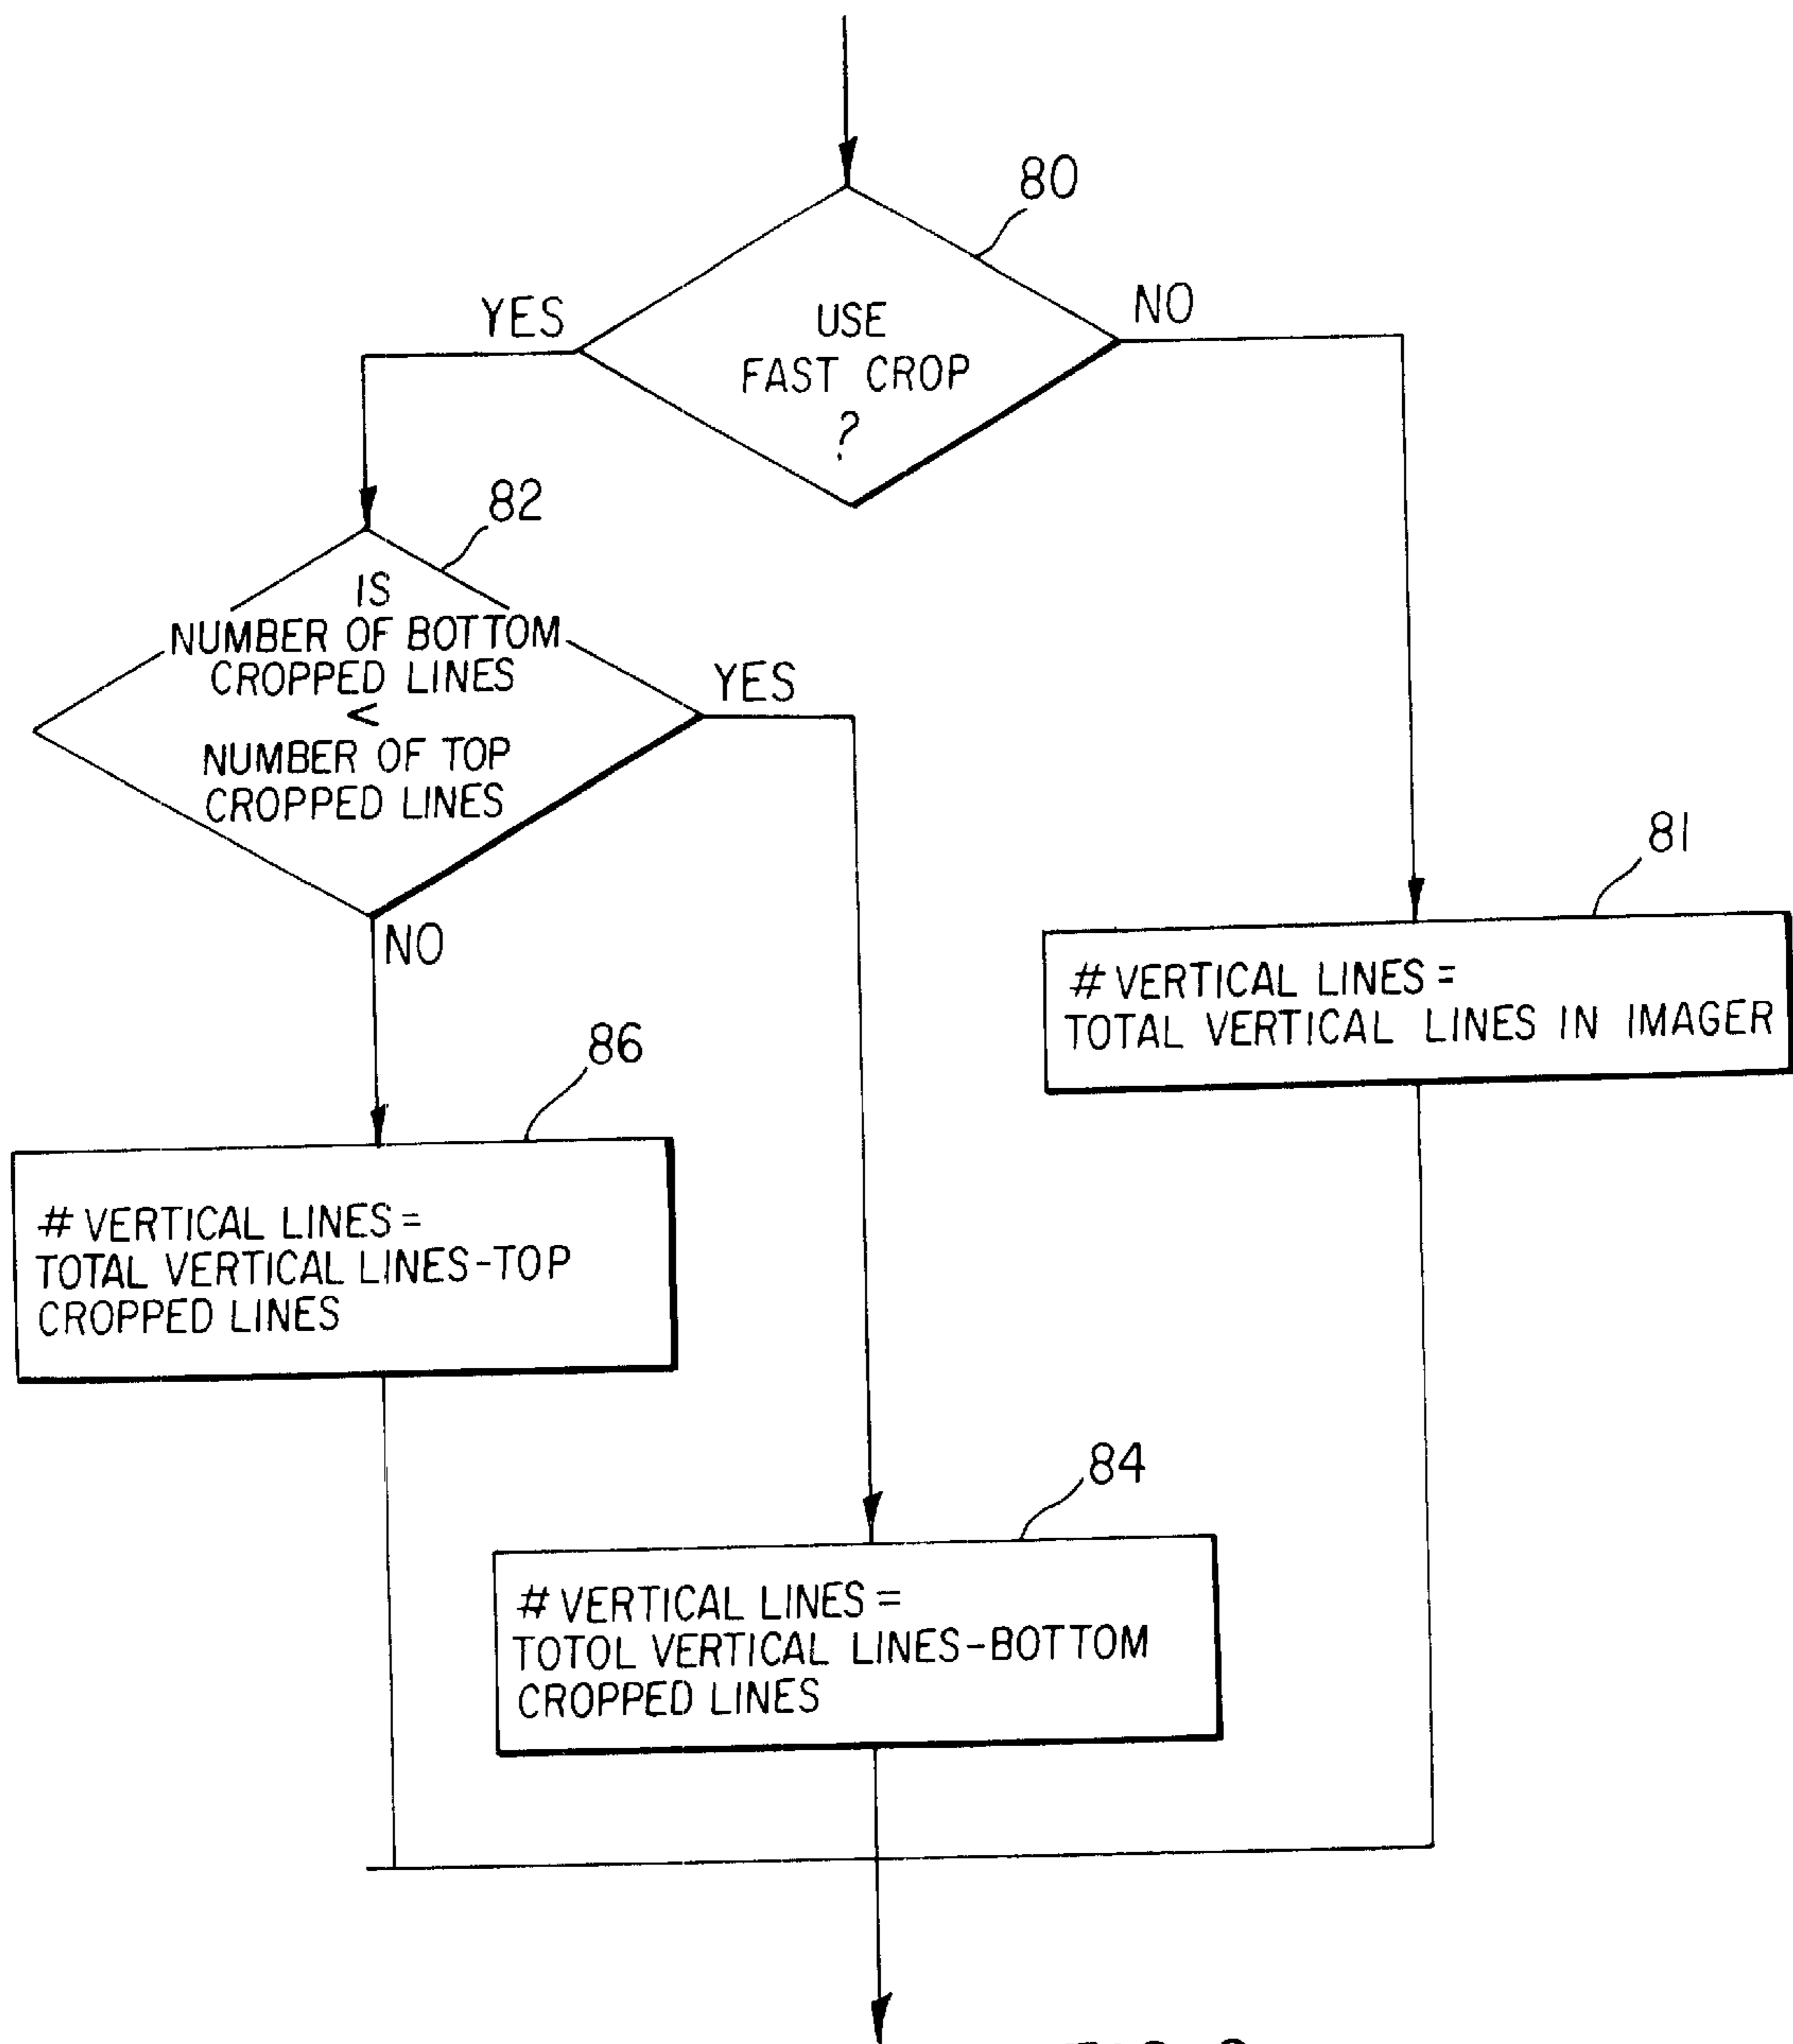 80
YES
NO
USE
FAST CROP
?
82
IS
NUMBER OF BOTTOM
CROPPED LINES
<
NUMBER OF TOP
CROPPED LINES
YES
NO
81
# VERTICAL LINES =
TOTAL VERTICAL LINES IN IMAGER
86
# VERTICAL LINES =
TOTAL VERTICAL LINES-TOP
CROPPED LINES
84
# VERTICAL LINES =
TOTOL VERTICAL LINES-BOTTOM
CROPPED LINES